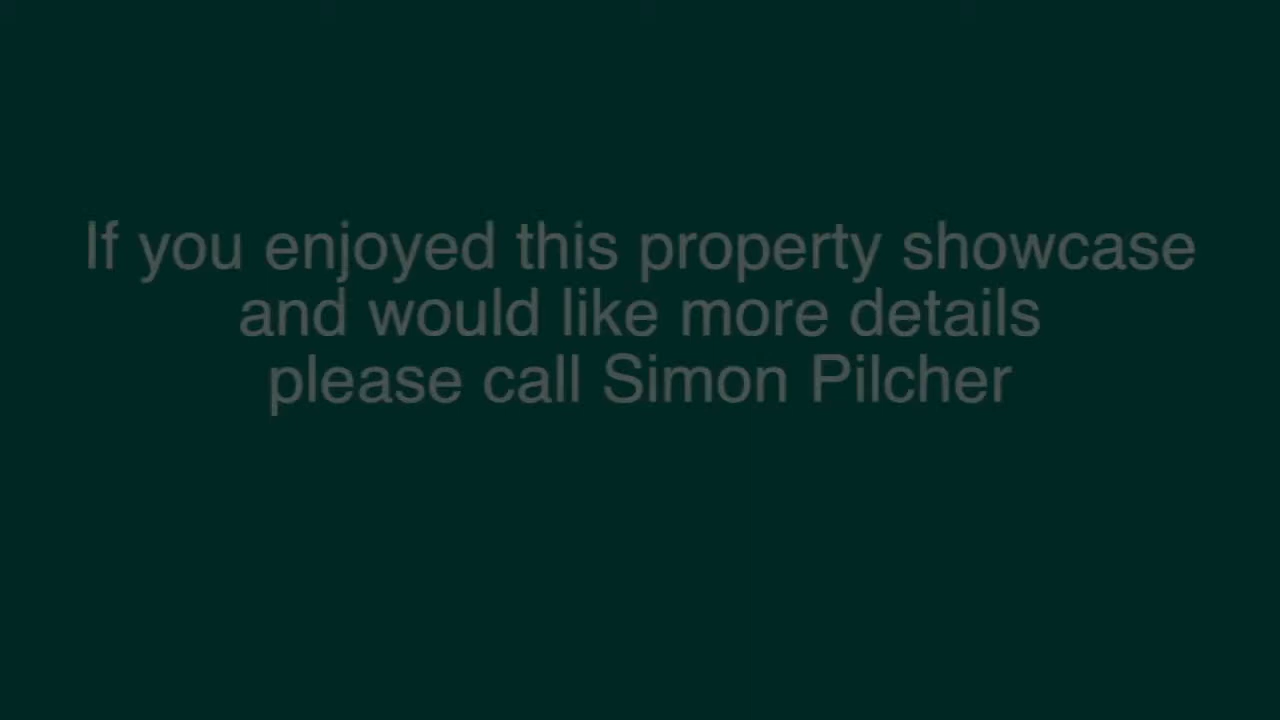 If you enjoyed this property showcase
and would like more details
please call Simon Pilcher